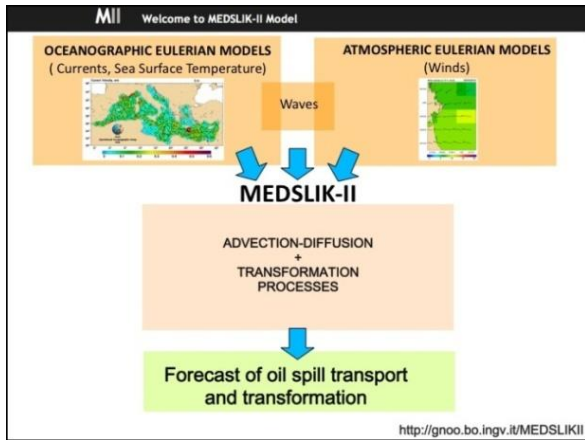 MII Welcome to MEDSLIK-II Model
OCEANOGRAPHIC EULERIAN MODELS
( Currents, Sea Surface Temperature)
ATMOSPHERIC EULERIAN MODELS
(Winds)
Waves
MEDSLIK-II
ADVECTION-DIFFUSION
+
TRANSFORMATION
PROCESSES
Forecast of oil spill transport
and transformation
http://gnoo.bo.ingv.it/MEDSLIKII